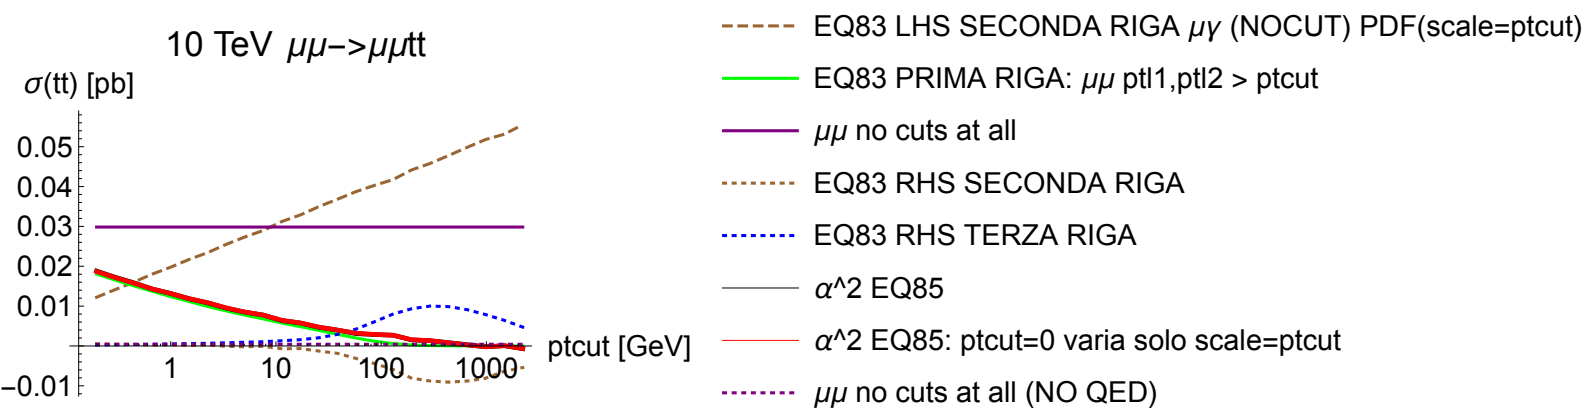 10 TeV μμ->μμtt
σ(tt) [pb]
0.05
0.04
0.03
0.02
0.01
-0.01
1
10
100
1000
ptcut [GeV]
EQ83 LHS SECONDA RIGA μγ (NOCUT) PDF(scale=ptcut)
EQ83 PRIMA RIGA: μμ ptl1,ptl2 > ptcut
μμ no cuts at all
EQ83 RHS SECONDA RIGA
EQ83 RHS TERZA RIGA
α^2 EQ85
α^2 EQ85: ptcut=0 varia solo scale=ptcut
μμ no cuts at all (NO QED)